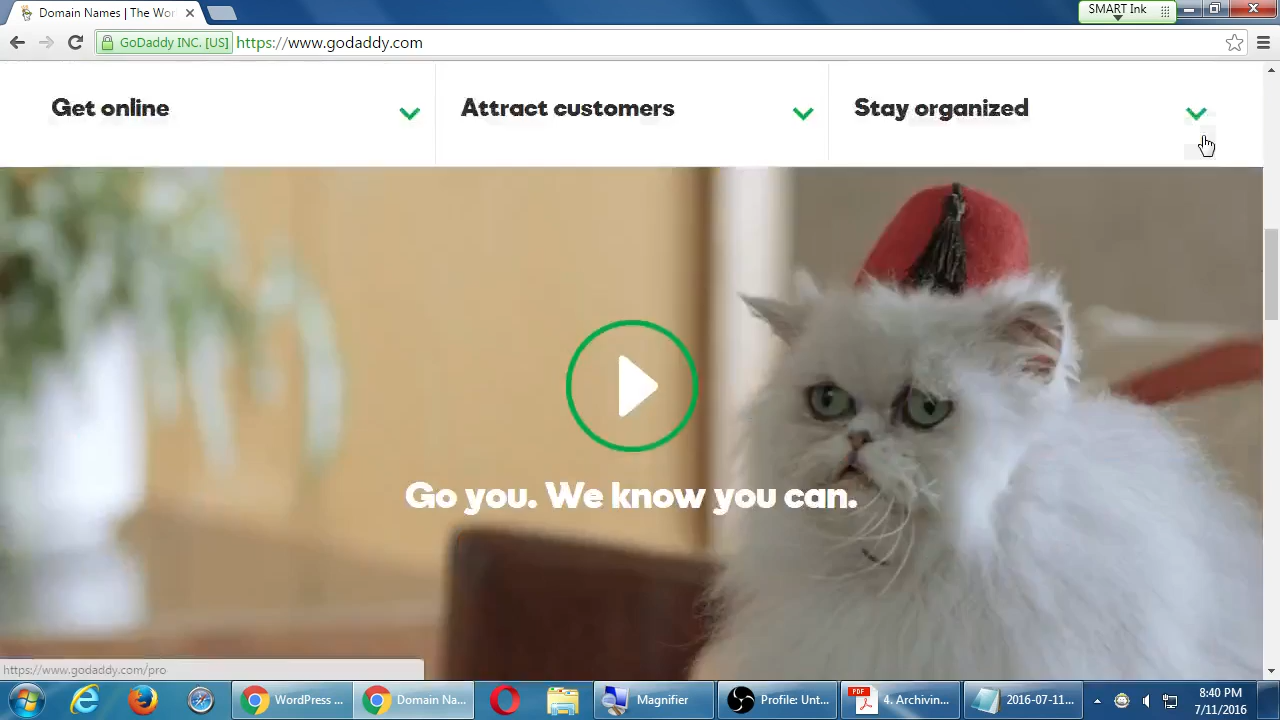 Domain Names | The Wor
SMART Ink
GoDaddy INC. [US]
https://www.godaddy.com
Get online
Attract customers
Stay organized
Go you. We know you can.
https://www.godaddy.com/pro
WordPress ...
Domain Na...
Magnifier
Profile: Unt...
PDF
4. Archivin...
2016-07-11...
8:40 PM
7/11/2016